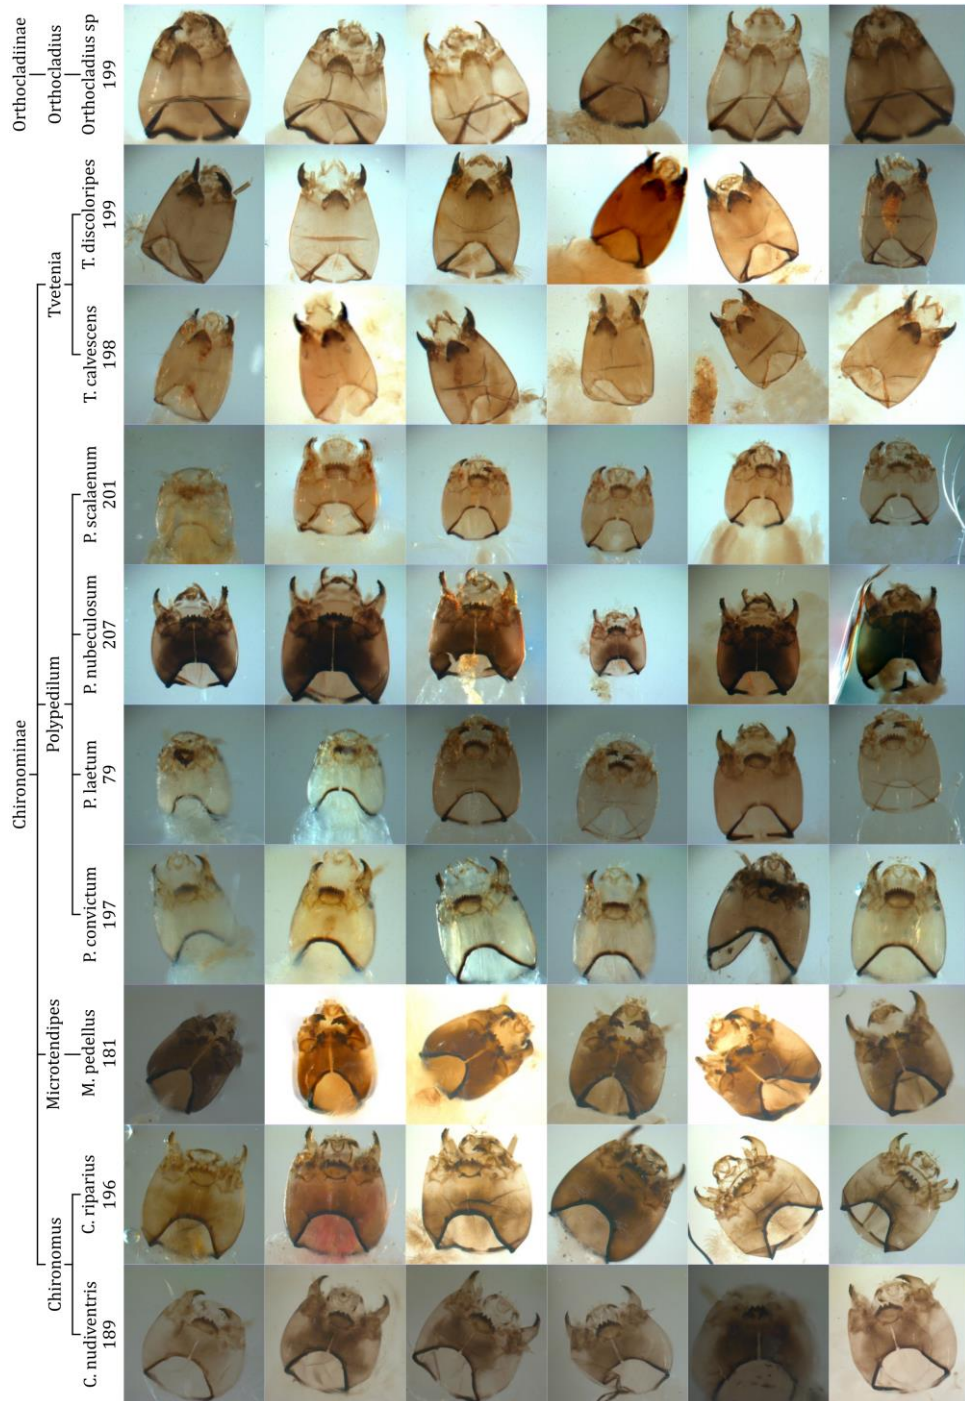 Orthocladiinae
Orthocladius
Orthocladius sp
199
Chironominae
Tvetenia
T. discoloripes
199
T. calvescens
198
Polypedilum
P. scalaenum
201
P. nubeculosum
207
P. laetum
79
P. convictum
197
Microtendipes
M. pedellus
181
Chironomus
C. riparius
196
C. nudiventris
189